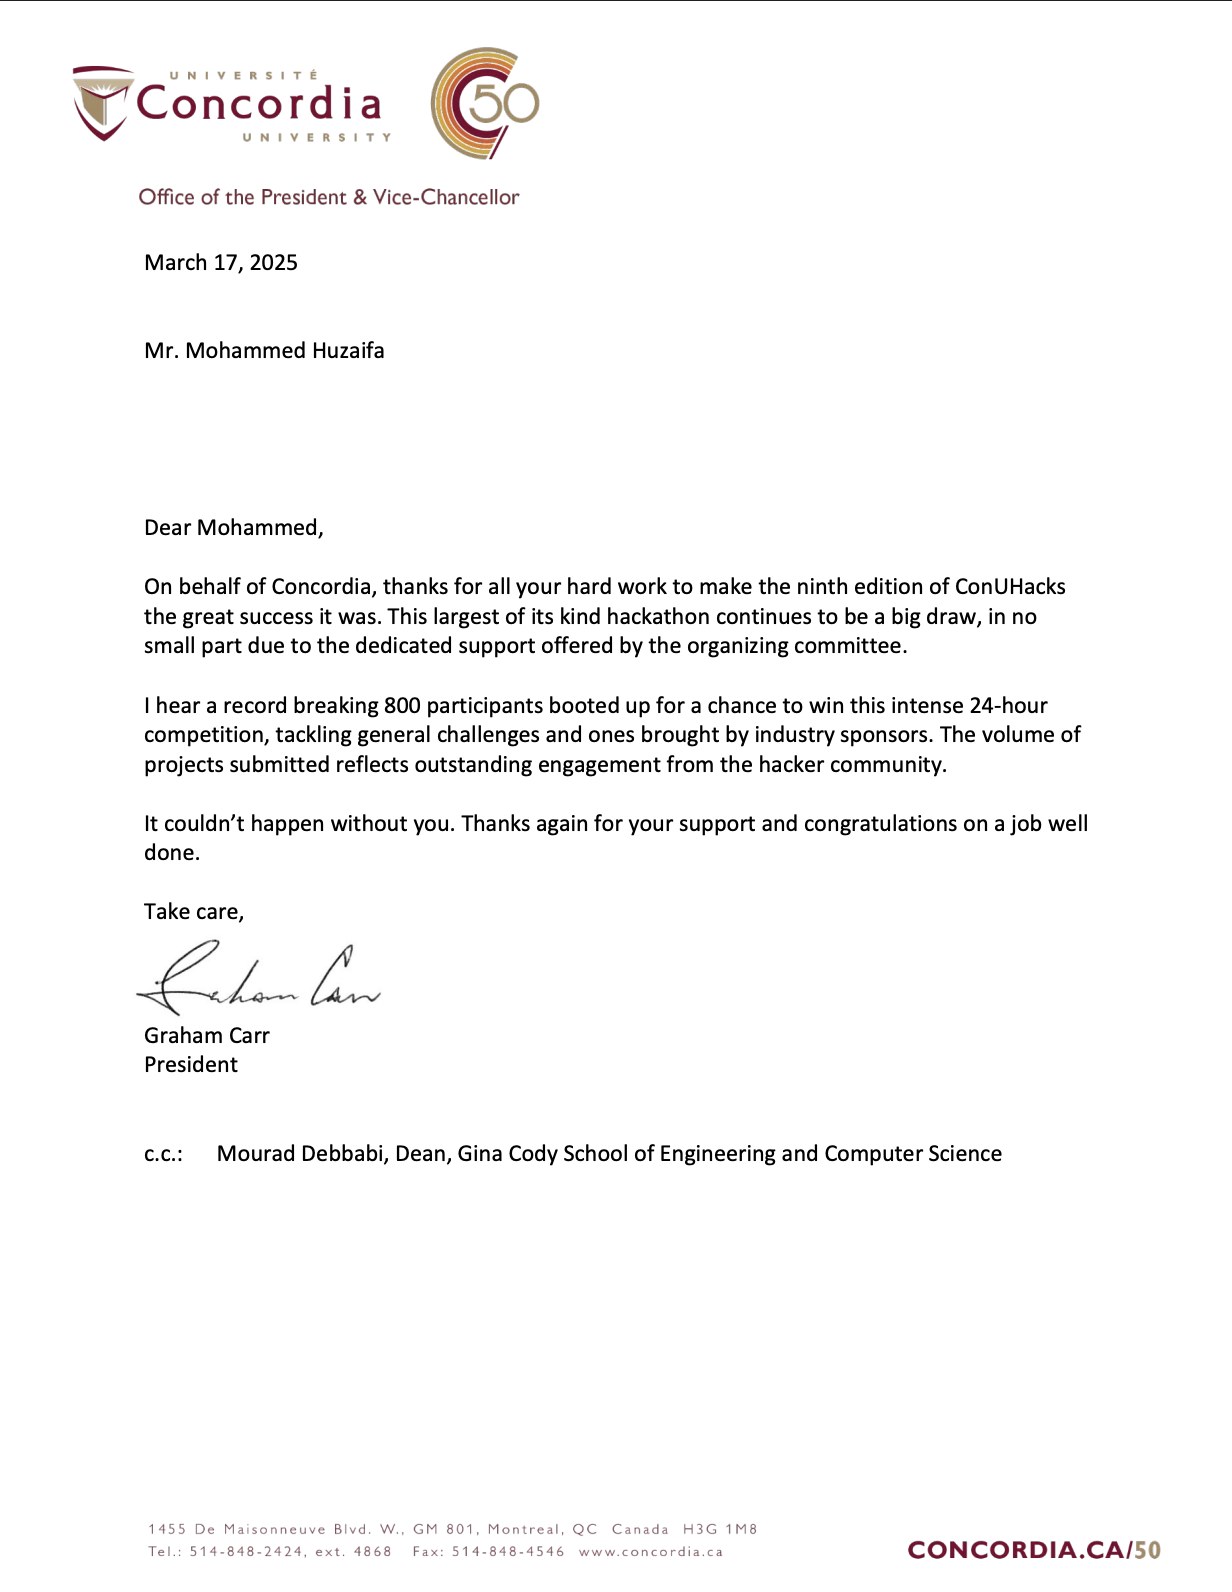 UNIVERSITÉ
Concordia
UNIVERSITY
50
Office of the President & Vice-Chancellor
March 17, 2025
Mr. Mohammed Huzaifa
Dear Mohammed,
On behalf of Concordia, thanks for all your hard work to make the ninth edition of ConUHacks
the great success it was. This largest of its kind hackathon continues to be a big draw, in no
small part due to the dedicated support offered by the organizing committee.
I hear a record breaking 800 participants booted up for a chance to win this intense 24-hour
competition, tackling general challenges and ones brought by industry sponsors. The volume of
projects submitted reflects outstanding engagement from the hacker community.
It couldn’t happen without you. Thanks again for your support and congratulations on a job well
done.
Take care,
Graham Carr
Graham Carr
President
c.c.: Mourad Debbabi, Dean, Gina Cody School of Engineering and Computer Science
1455 De Maisonneuve Blvd. W., GM 801, Montreal, QC Canada H3G 1M8
Tel.: 514-848-2424, ext. 4868 Fax: 514-848-4546 www.concordia.ca
CONCORDIA.CA/50